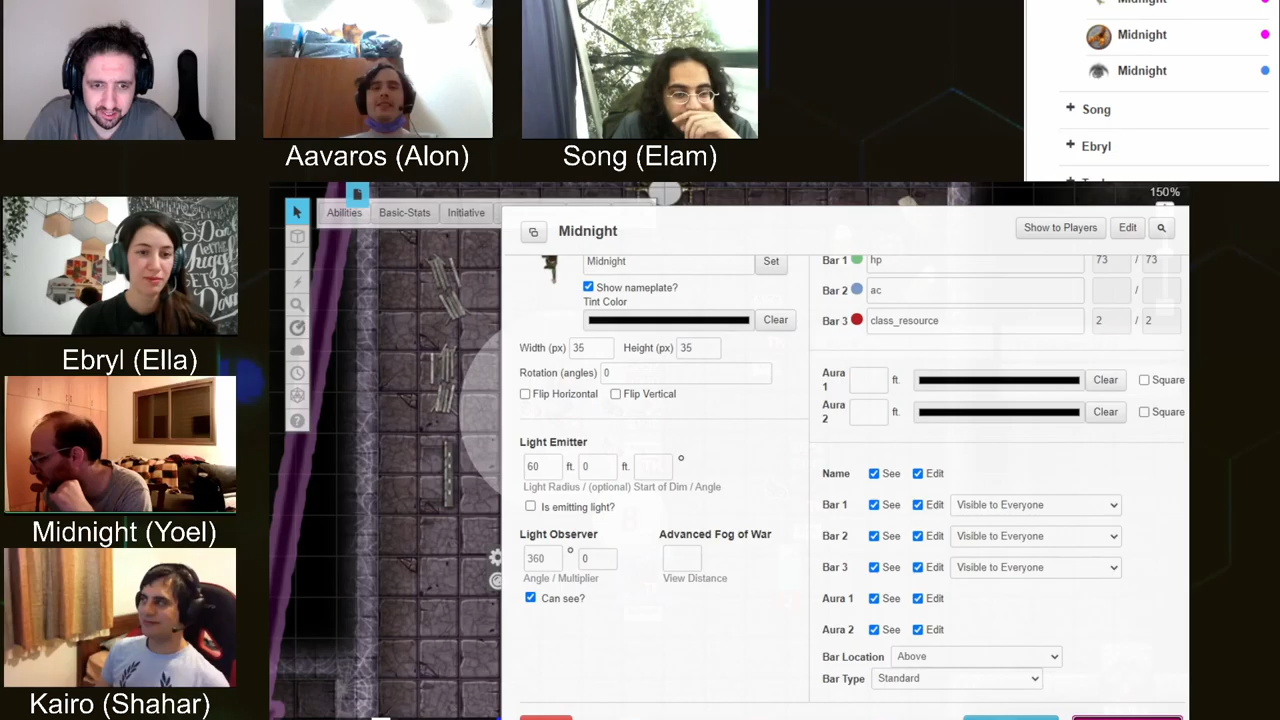 Midnight
Midnight
Midnight
Song
Ebryl
Aavaros (Alon)
Song (Elam)
150%
Abilities
Basic-Stats
Initiative
Midnight
Show to Players
Edit
Midnight
Set
Show nameplate?
Tint Color
Clear
Width (px) 35 Height (px) 35
Rotation (angles) 0
Flip Horizontal Flip Vertical
Light Emitter
60 ft. 0 ft.
Light Radius / (optional) Start of Dim / Angle
Is emitting light?
Light Observer
360 ° 0
Angle / Multiplier
Can see?
Advanced Fog of War
View Distance
Bar 1 hp 73 / 73
Bar 2 ac /
Bar 3 class_resource 2 / 2
Aura 1 ft. Clear Square
Aura 2 ft. Clear Square
Name See Edit
Bar 1 See Edit Visible to Everyone
Bar 2 See Edit Visible to Everyone
Bar 3 See Edit Visible to Everyone
Aura 1 See Edit
Aura 2 See Edit
Bar Location Above
Bar Type Standard
Ebryl (Ella)
Midnight (Yoel)
Kairo (Shahar)